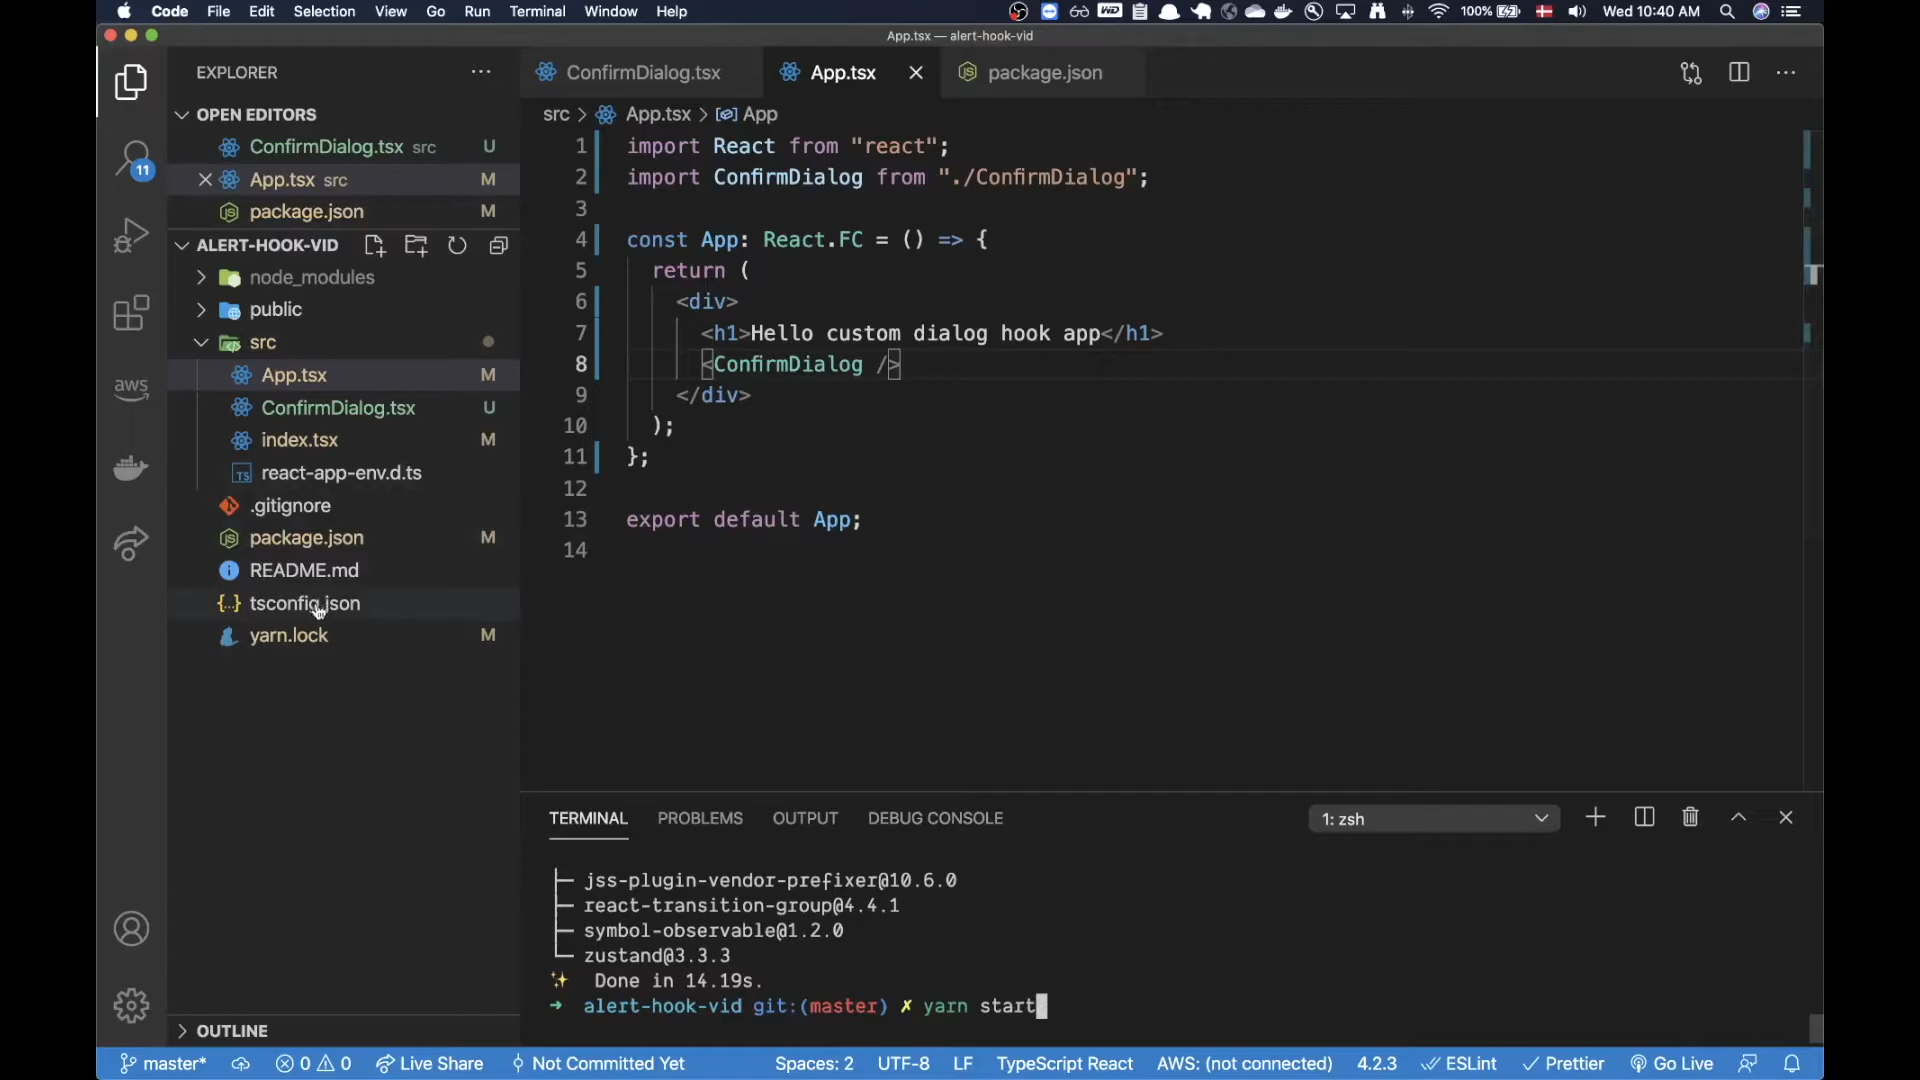 Code File Edit Selection View Go Run Terminal Window Help
WD 100% Wed 10:40 AM
App.tsx — alert-hook-vid
EXPLORER
OPEN EDITORS
ConfirmDialog.tsx src U
App.tsx src M
package.json M
ALERT-HOOK-VID
node_modules
public
src
App.tsx M
ConfirmDialog.tsx U
index.tsx M
TS react-app-env.d.ts
.gitignore
package.json M
README.md
{..} tsconfig.json
yarn.lock M
OUTLINE
11
aws
ConfirmDialog.tsx App.tsx package.json
src > App.tsx > App
1 import React from "react";
2 import ConfirmDialog from "./ConfirmDialog";
3
4 const App: React.FC = () => {
5 return (
6 <div>
7 <h1>Hello custom dialog hook app</h1>
8 <ConfirmDialog />
9 </div>
10 );
11 };
12
13 export default App;
14
TERMINAL PROBLEMS OUTPUT DEBUG CONSOLE 1: zsh
├─ jss-plugin-vendor-prefixer@10.6.0
├─ react-transition-group@4.4.1
├─ symbol-observable@1.2.0
└─ zustand@3.3.3
✨ Done in 14.19s.
➜ alert-hook-vid git:(master) ✗ yarn start
master* 0 0 Live Share Not Committed Yet Spaces: 2 UTF-8 LF TypeScript React AWS: (not connected) 4.2.3 ESLint Prettier Go Live